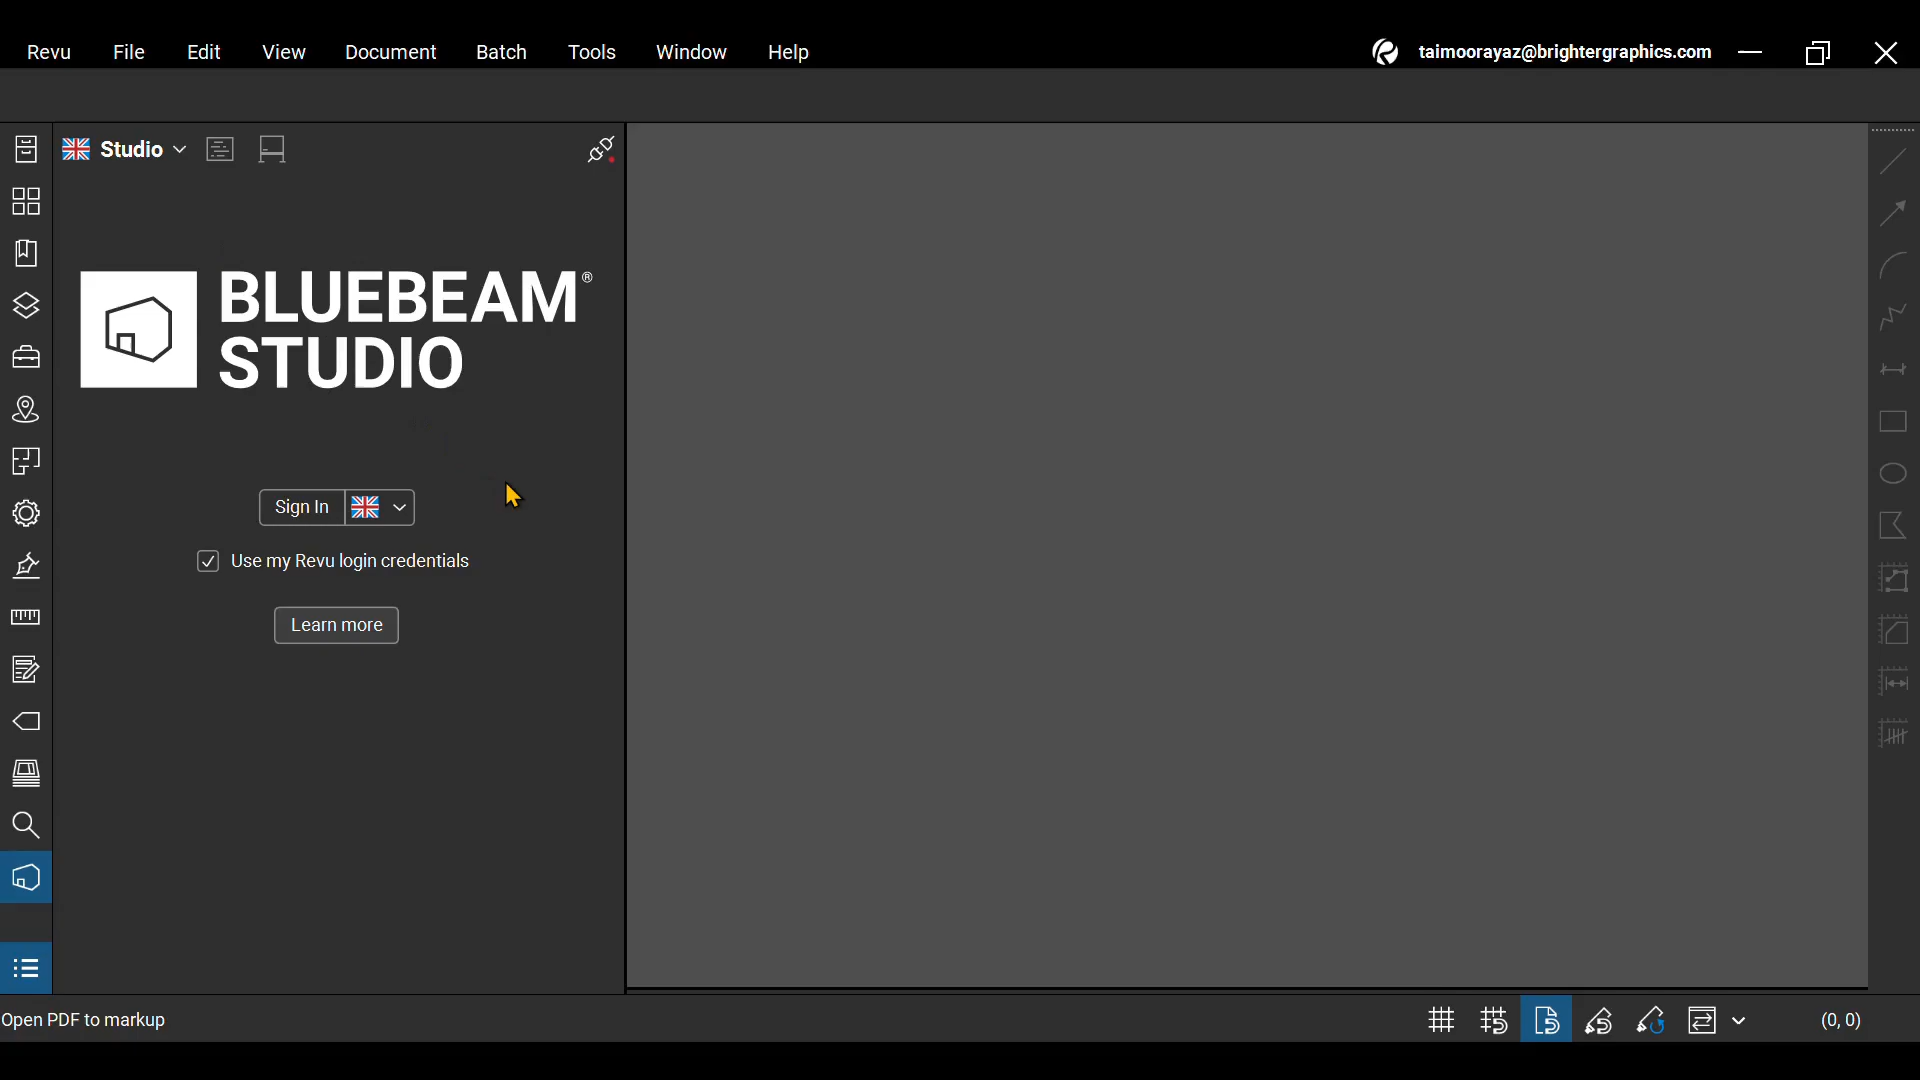 Revu File Edit View Document Batch Tools Window Help taimoorayaz@brightergraphics.com
Studio
BLUEBEAM®
STUDIO
Sign In
Use my Revu login credentials
Learn more
Open PDF to markup (0, 0)